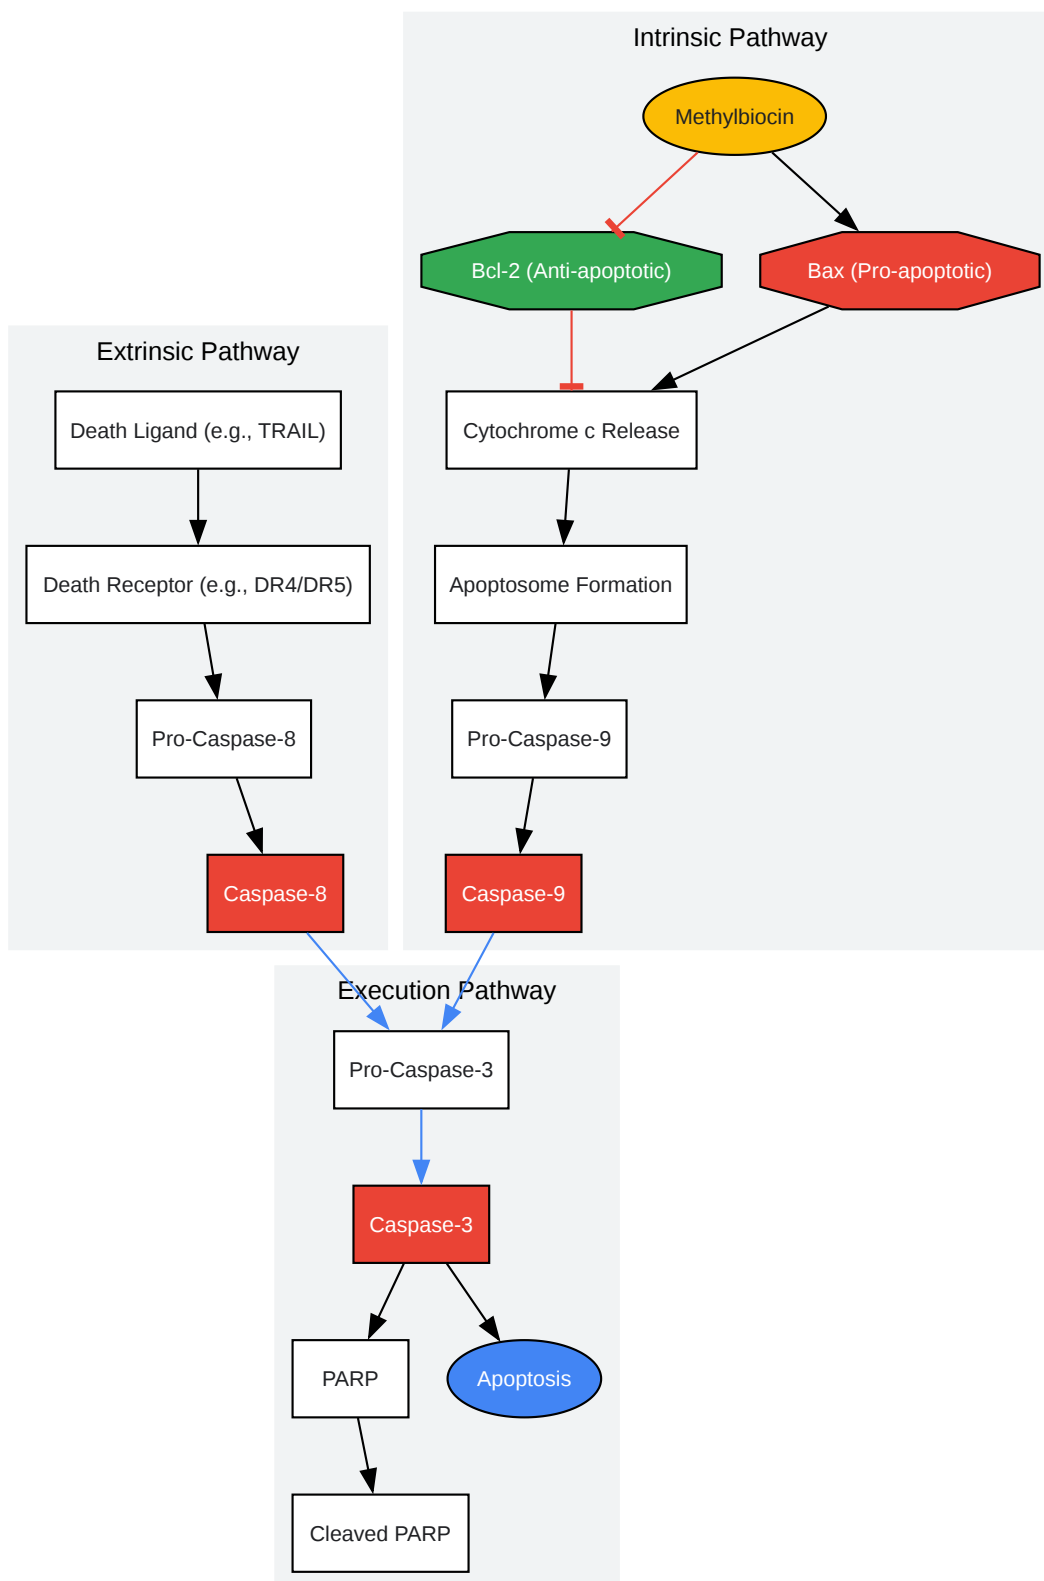 Intrinsic Pathway
Methylbiocin
Bcl-2 (Anti-apoptotic)
Bax (Pro-apoptotic)
Extrinsic Pathway
Death Ligand (e.g., TRAIL)
Cytochrome c Release
Death Receptor (e.g., DR4/DR5)
Apoptosome Formation
Pro-Caspase-8
Pro-Caspase-9
Caspase-8
Caspase-9
Execution Pathway
Pro-Caspase-3
Caspase-3
PARP
Apoptosis
Cleaved PARP